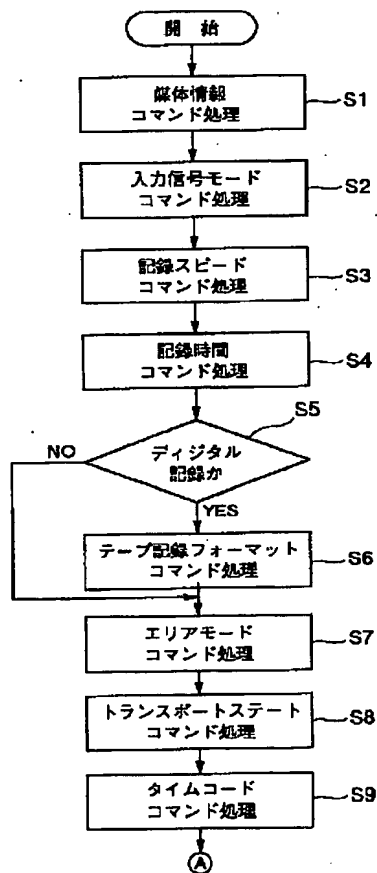 開 始
媒体情報
コマンド処理
S1
入力信号モード
コマンド処理
S2
記録スピード
コマンド処理
S3
記録時間
コマンド処理
S4
S5
ディジタル
記録か
NO
YES
テープ記録フォーマット
コマンド処理
S6
エリアモード
コマンド処理
S7
トランスポートステート
コマンド処理
S8
タイムコード
コマンド処理
S9
A